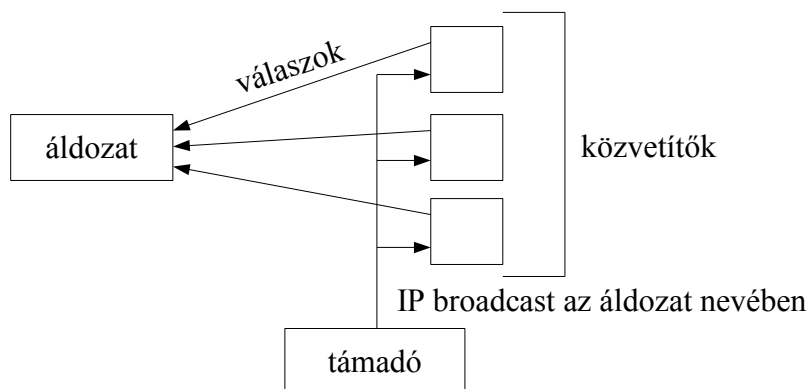 válaszok
áldozat
közvetítők
IP broadcast az áldozat nevében
támadó